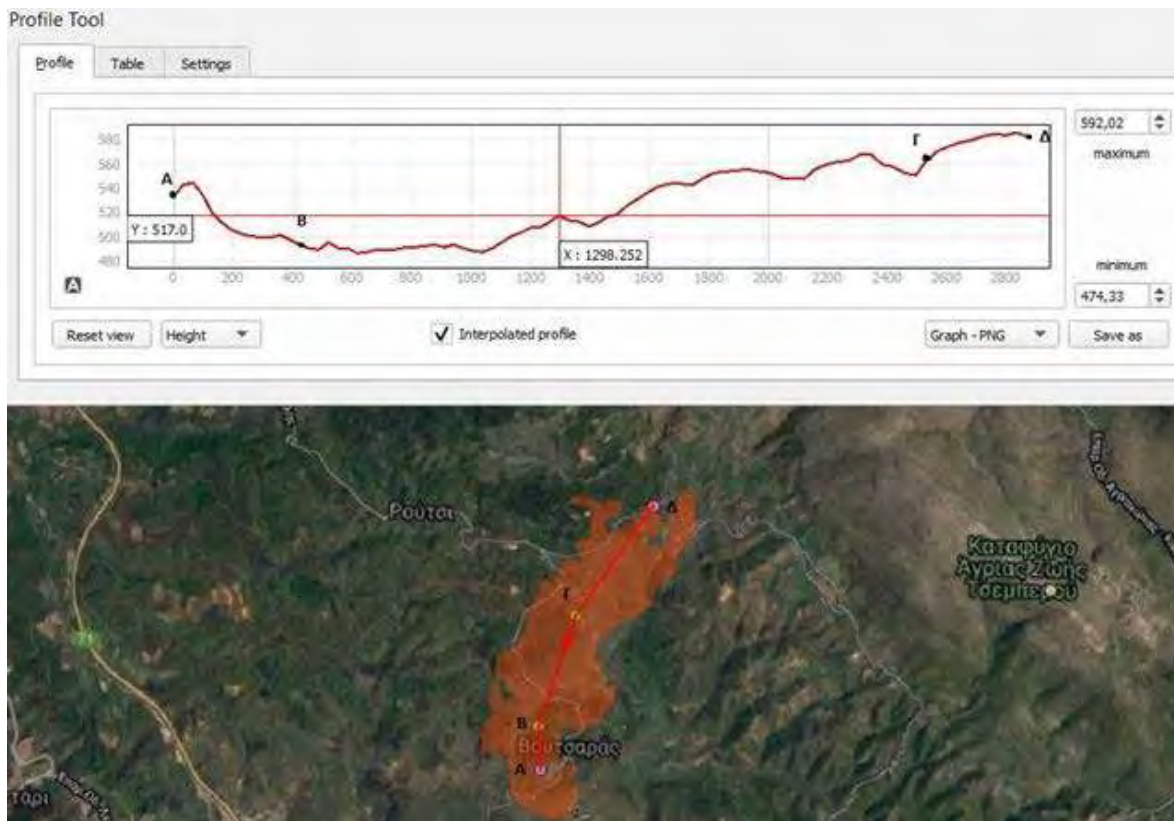 Profile Tool
Profile Table Settings
580
560
540
520
500
480
Α
Β
Γ
Δ
Y : 517.0
X : 1298.252
0 200 400 600 800 1000 1200 1400 1600 1800 2000 2200 2400 2600 2800
592,02
maximum
minimum
474,33
A
Reset view Height Interpolated profile Graph - PNG Save as
Ρούτσι
Δ
Καταφύγιο
Άγριας Ζωής
Τσεμπερού
Γ
Β
Βουτσαράς
Α